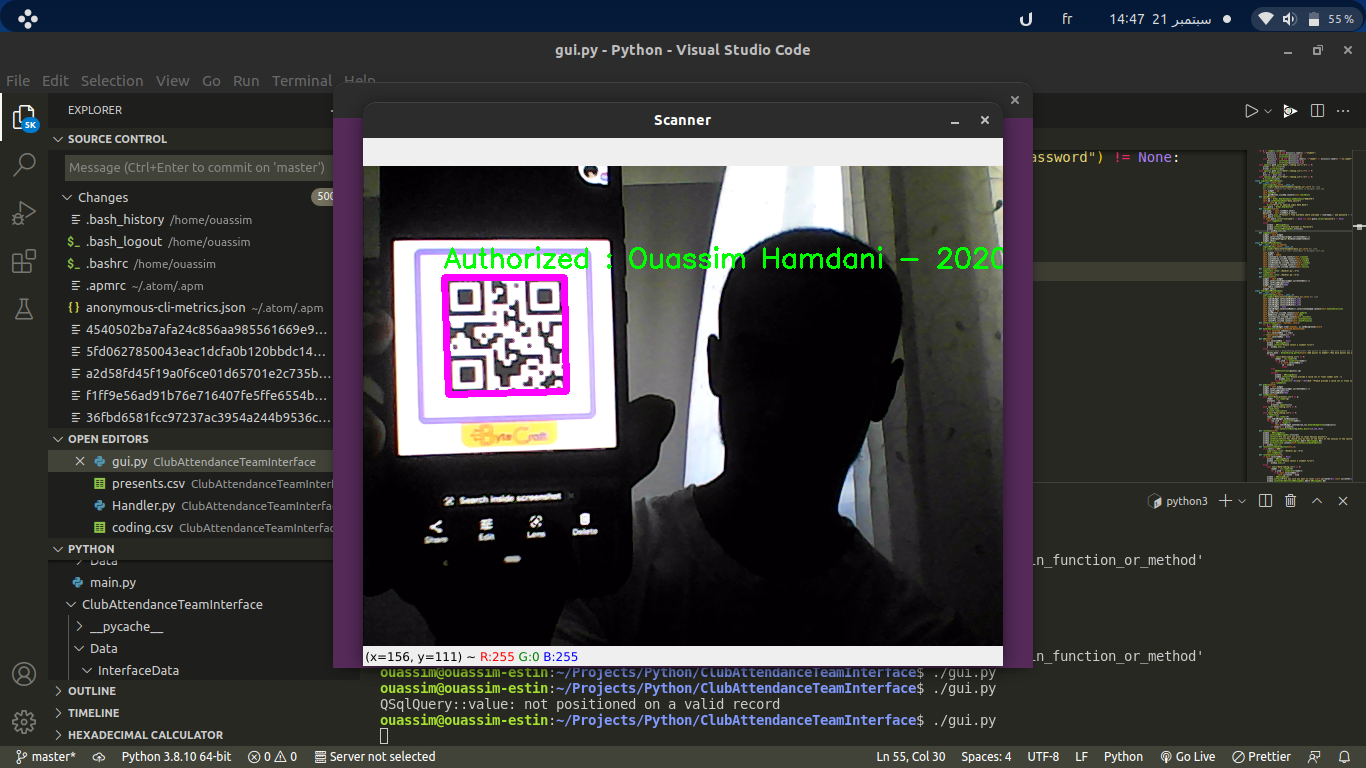 fr
14:47 21 سبتمبر
55 %
gui.py - Python - Visual Studio Code
File Edit Selection View Go Run Terminal Help
EXPLORER
SOURCE CONTROL
Message (Ctrl+Enter to commit on 'master')
Changes
500
.bash_history /home/ouassim
.bash_logout /home/ouassim
.bashrc /home/ouassim
.apmrc ~/.atom/.apm
anonymous-cli-metrics.json ~/.atom/.apm
4540502ba7afa24c856aa985561669e9...
5fd0627850043eac1dcfa0b120bbdc14...
a2d58fd45f19a0f6ce01d65701e2c735b...
f1ff9e56ad91b76e716407fe5ffe6554b...
36fbd6581fcc97237ac3954a244b9536c...
5K
OPEN EDITORS
gui.py ClubAttendanceTeamInterface
presents.csv ClubAttendanceTeamInterf
Handler.py ClubAttendanceTeamInterfa
coding.csv ClubAttendanceTeamInterfac
PYTHON
Data
main.py
ClubAttendanceTeamInterface
__pycache__
Data
InterfaceData
OUTLINE
TIMELINE
HEXADECIMAL CALCULATOR
Scanner
Authorized : Ouassim Hamdani - 2020
Byte Craft
Search inside screenshot
Share Edit Lens Delete
(x=156, y=111) ~ R:255 G:0 B:255
assword") != None:
python3
in_function_or_method'
in_function_or_method'
ouassim@ouassim-estin:~/Projects/Python/ClubAttendanceTeamInterface$ ./gui.py
ouassim@ouassim-estin:~/Projects/Python/ClubAttendanceTeamInterface$ ./gui.py
QSqlQuery::value: not positioned on a valid record
ouassim@ouassim-estin:~/Projects/Python/ClubAttendanceTeamInterface$ ./gui.py
master* Python 3.8.10 64-bit 0 0 Server not selected Ln 55, Col 30 Spaces: 4 UTF-8 LF Python Go Live Prettier